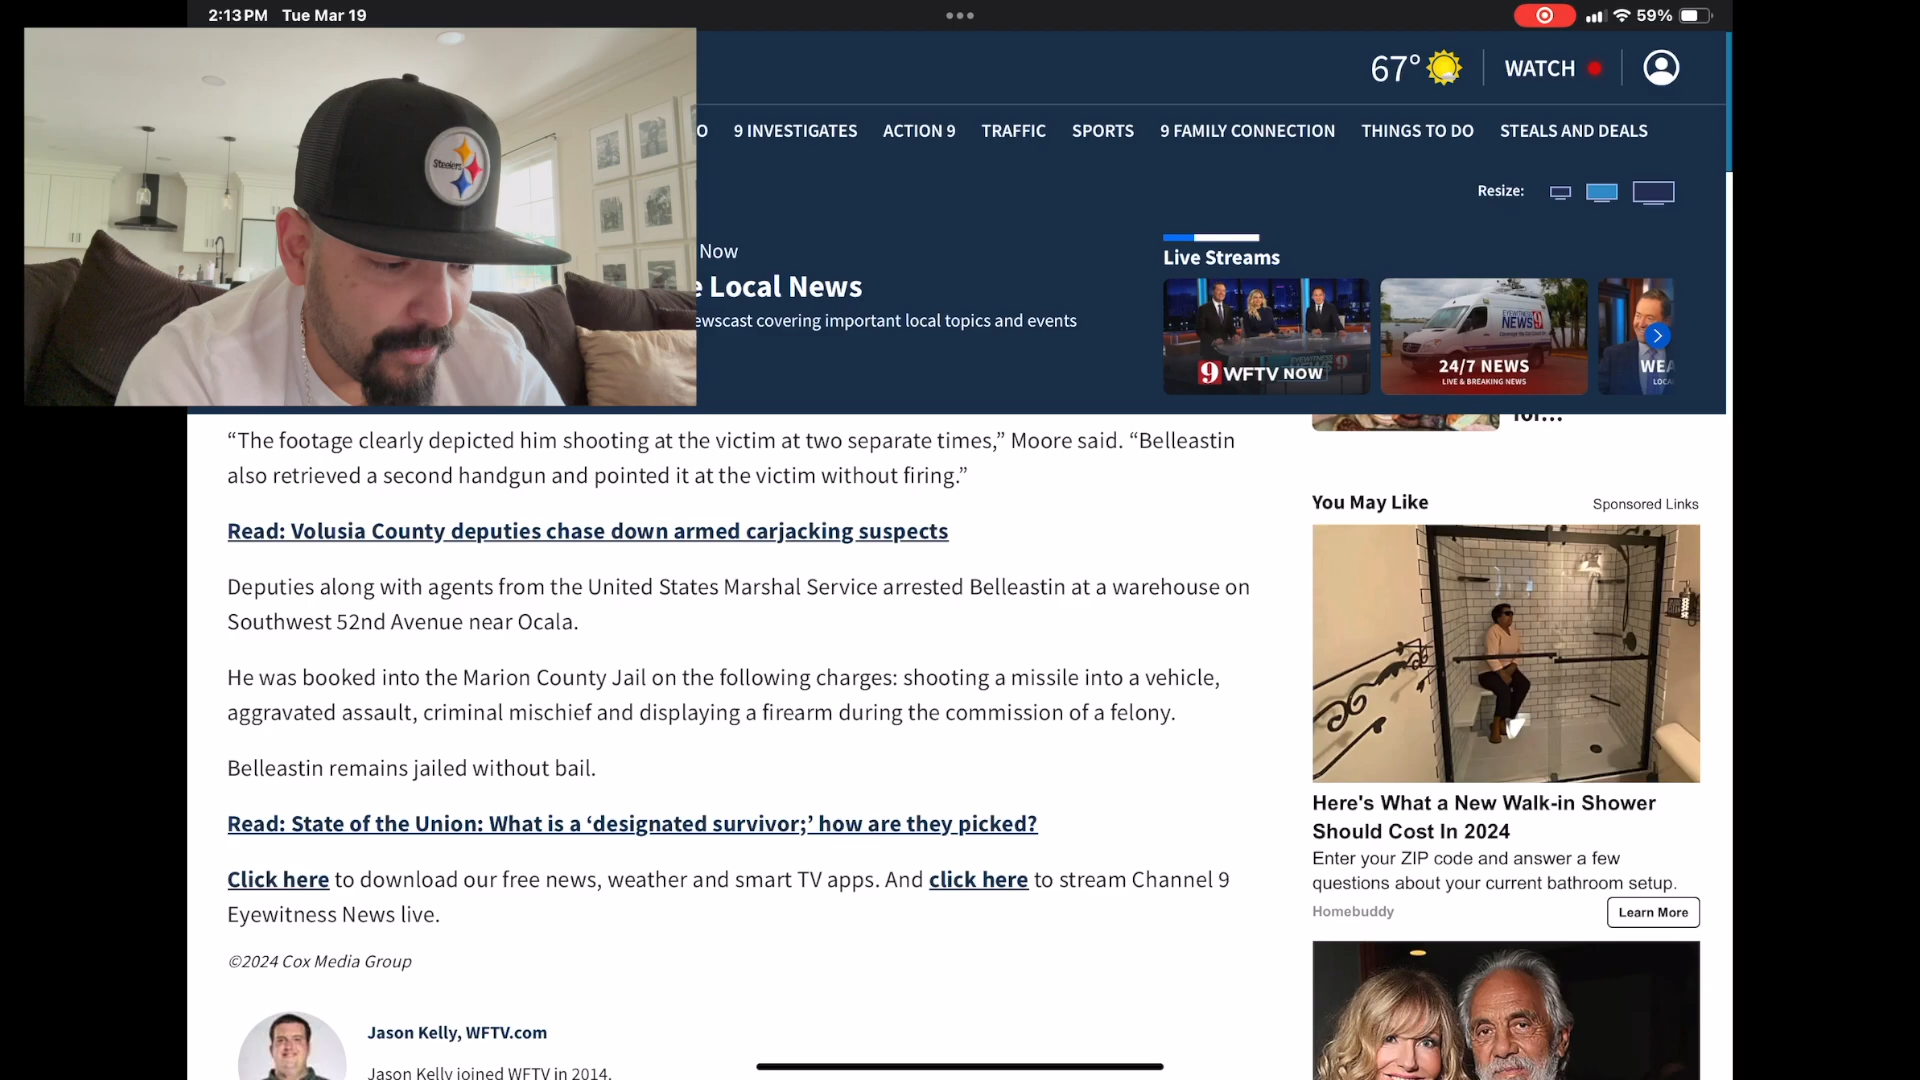 2:13 PM Tue Mar 19
59%
67°
WATCH
9 INVESTIGATES ACTION 9 TRAFFIC SPORTS 9 FAMILY CONNECTION THINGS TO DO STEALS AND DEALS
Resize:
Steelers
Now
Local News
ewscast covering important local topics and events
Live Streams
9 WFTV NOW
EYEWITNESS NEWS 9
24/7 NEWS
LIVE & BREAKING NEWS
WEA
LOCA
“The footage clearly depicted him shooting at the victim at two separate times,” Moore said. “Belleastin
also retrieved a second handgun and pointed it at the victim without firing.”
Read: Volusia County deputies chase down armed carjacking suspects
Deputies along with agents from the United States Marshal Service arrested Belleastin at a warehouse on
Southwest 52nd Avenue near Ocala.
He was booked into the Marion County Jail on the following charges: shooting a missile into a vehicle,
aggravated assault, criminal mischief and displaying a firearm during the commission of a felony.
Belleastin remains jailed without bail.
Read: State of the Union: What is a ‘designated survivor;’ how are they picked?
Click here to download our free news, weather and smart TV apps. And click here to stream Channel 9
Eyewitness News live.
©2024 Cox Media Group
Jason Kelly, WFTV.com
Jason Kelly joined WFTV in 2014.
for…
You May Like
Sponsored Links
Here's What a New Walk-in Shower
Should Cost In 2024
Enter your ZIP code and answer a few
questions about your current bathroom setup.
Homebuddy
Learn More